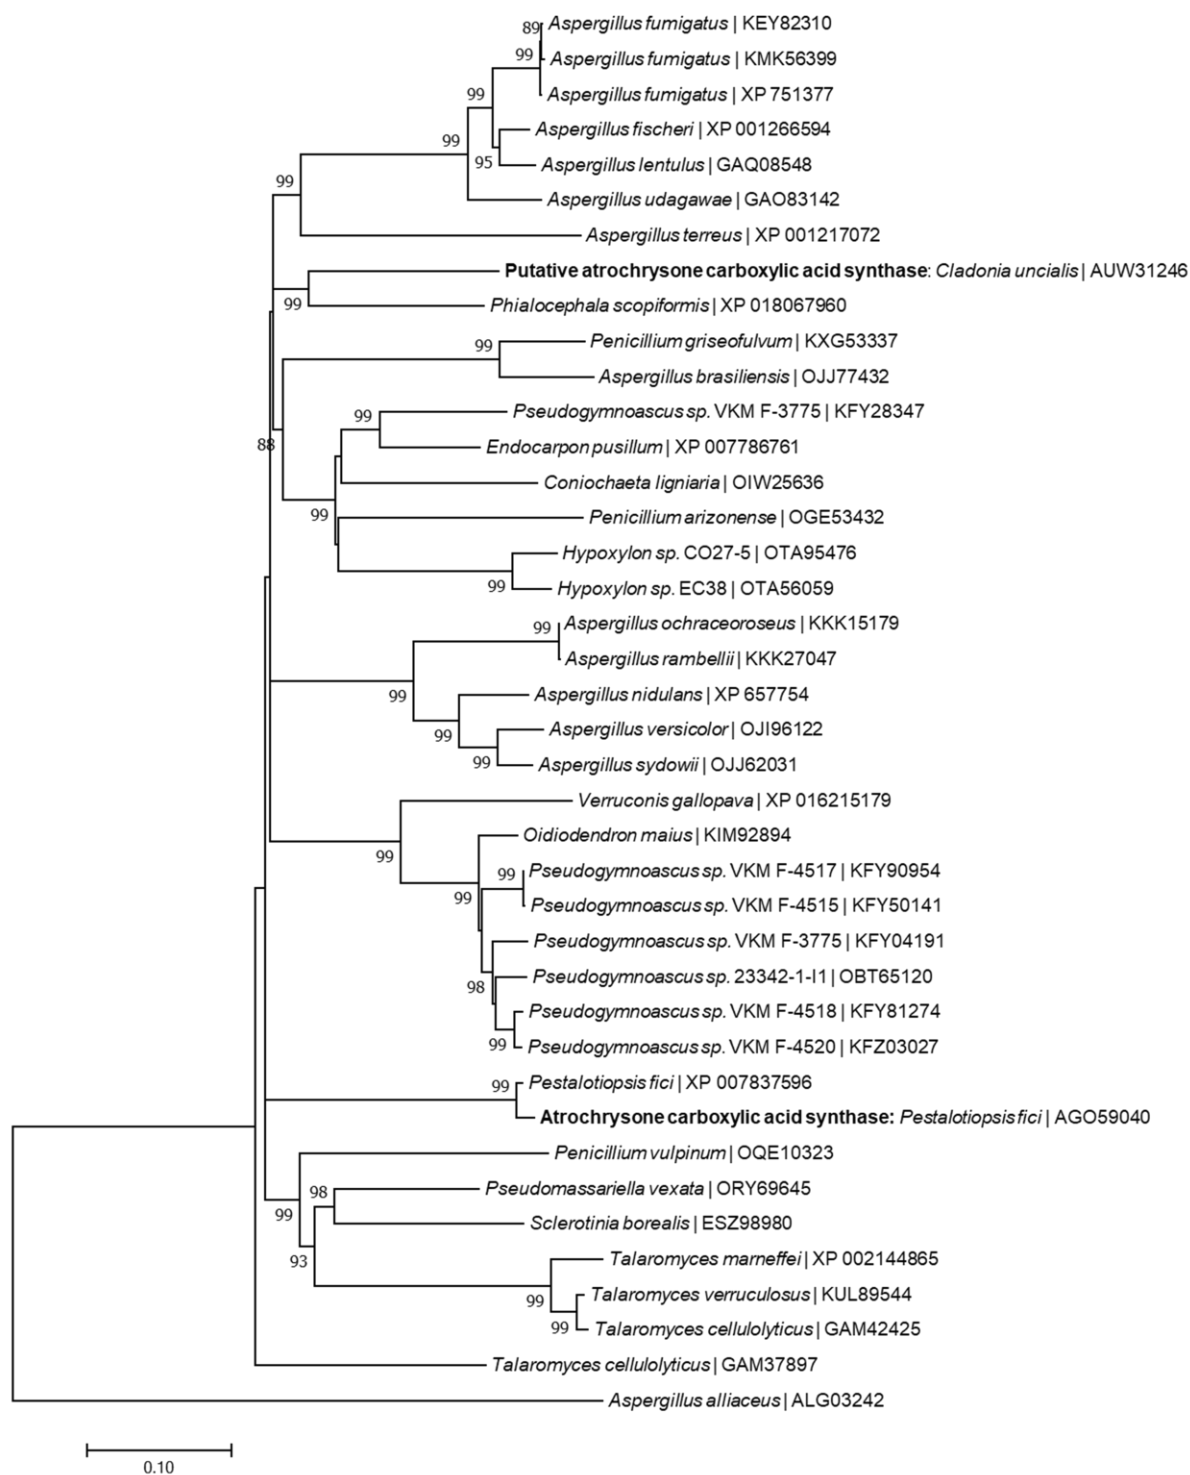 89 Aspergillus fumigatus | KEY82310
99 Aspergillus fumigatus | KMK56399
99 Aspergillus fumigatus | XP 751377
Aspergillus fischeri | XP 001266594
99 95 Aspergillus lentulus | GAQ08548
99 Aspergillus udagawae | GAO83142
Aspergillus terreus | XP 001217072
Putative atrochrysone carboxylic acid synthase: Cladonia uncialis | AUW31246
99 Phialocephala scopiformis | XP 018067960
99 Penicillium griseofulvum | KXG53337
Aspergillus brasiliensis | OJJ77432
99 Pseudogymnoascus sp. VKM F-3775 | KFY28347
88 Endocarpon pusillum | XP 007786761
Coniochaeta ligniaria | OIW25636
99 Penicillium arizonense | OGE53432
Hypoxylon sp. CO27-5 | OTA95476
99 Hypoxylon sp. EC38 | OTA56059
99 Aspergillus ochraceoroseus | KKK15179
Aspergillus rambellii | KKK27047
99 Aspergillus nidulans | XP 657754
99 Aspergillus versicolor | OJI96122
99 Aspergillus sydowii | OJJ62031
Verruconis gallopava | XP 016215179
99 Oidiodendron maius | KIM92894
99 Pseudogymnoascus sp. VKM F-4517 | KFY90954
99 Pseudogymnoascus sp. VKM F-4515 | KFY50141
Pseudogymnoascus sp. VKM F-3775 | KFY04191
98 Pseudogymnoascus sp. 23342-1-I1 | OBT65120
Pseudogymnoascus sp. VKM F-4518 | KFY81274
99 Pseudogymnoascus sp. VKM F-4520 | KFZ03027
99 Pestalotiopsis fici | XP 007837596
Atrochrysone carboxylic acid synthase: Pestalotiopsis fici | AGO59040
Penicillium vulpinum | OQE10323
98 Pseudomassariella vexata | ORY69645
99 Sclerotinia borealis | ESZ98980
93 Talaromyces marneffei | XP 002144865
99 Talaromyces verruculosus | KUL89544
99 Talaromyces cellulolyticus | GAM42425
Talaromyces cellulolyticus | GAM37897
Aspergillus alliaceus | ALG03242
0.10